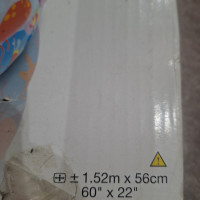 ± 1.52m x 56cm
60" x 22"